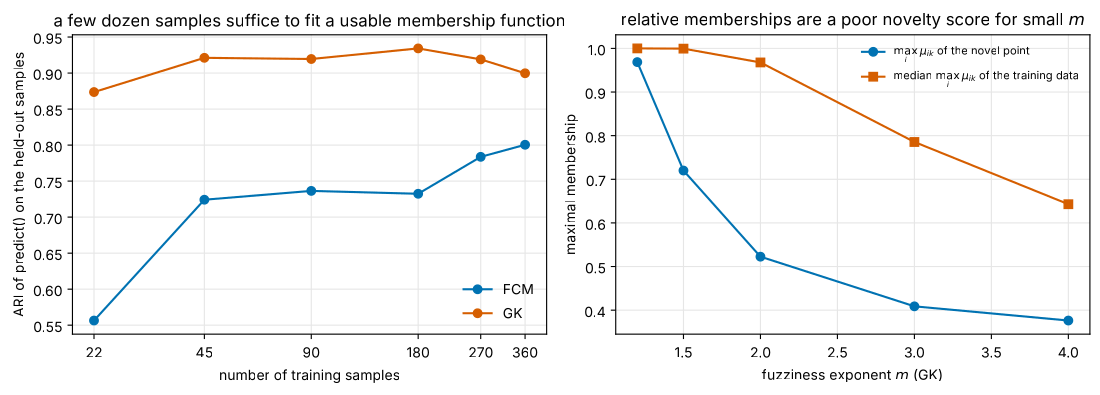 a few dozen samples suffice to fit a usable membership function
ARI of predict() on the held-out samples
0.95
0.90
0.85
0.80
0.75
0.70
0.65
0.60
0.55
FCM
GK
22 45 90 180 270 360
number of training samples
relative memberships are a poor novelty score for small m
maximal membership
1.0
0.9
0.8
0.7
0.6
0.5
0.4
max_i μ_ik of the novel point
median max_i μ_ik of the training data
1.5 2.0 2.5 3.0 3.5 4.0
fuzziness exponent m (GK)